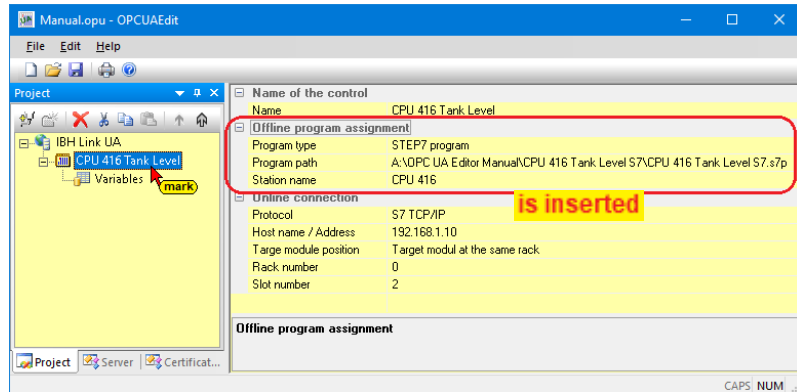 Manual.opu - OPCUAEdit
File Edit Help
Project
IBH Link UA
CPU 416 Tank Level
Variables
mark
Name of the control
Name CPU 416 Tank Level
Offline program assignment
Program type STEP7 program
Program path A:\OPC UA Editor Manual\CPU 416 Tank Level S7\CPU 416 Tank Level S7.s7p
Station name CPU 416
is inserted
Online connection
Protocol S7 TCP/IP
Host name / Address 192.168.1.10
Targe module position Target modul at the same rack
Rack number 0
Slot number 2
Offline program assignment
Project Server Certificat...
CAPS NUM